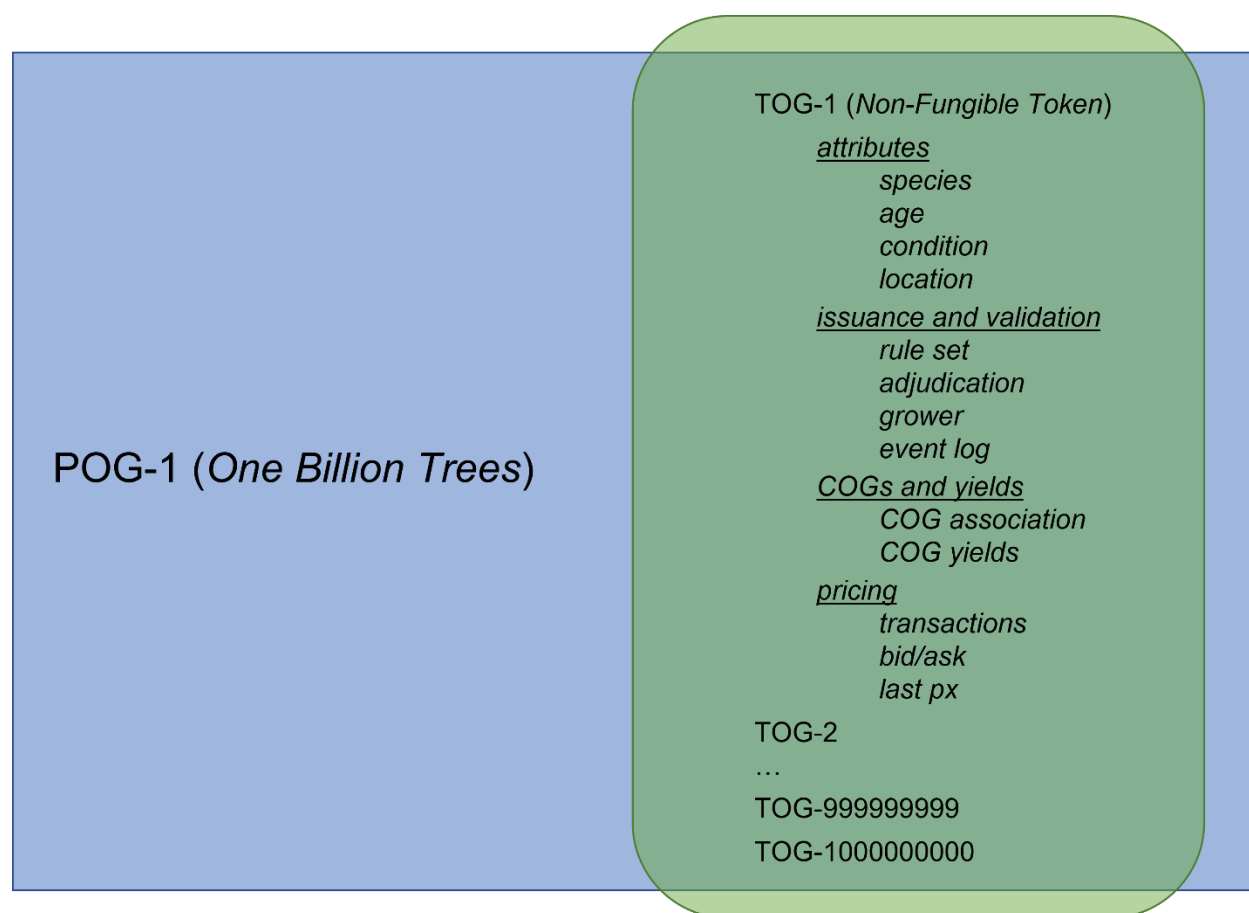 POG-1 (One Billion Trees)
TOG-1 (Non-Fungible Token)
attributes
species
age
condition
location
issuance and validation
rule set
adjudication
grower
event log
COGs and yields
COG association
COG yields
pricing
transactions
bid/ask
last px
TOG-2
…
TOG-999999999
TOG-1000000000